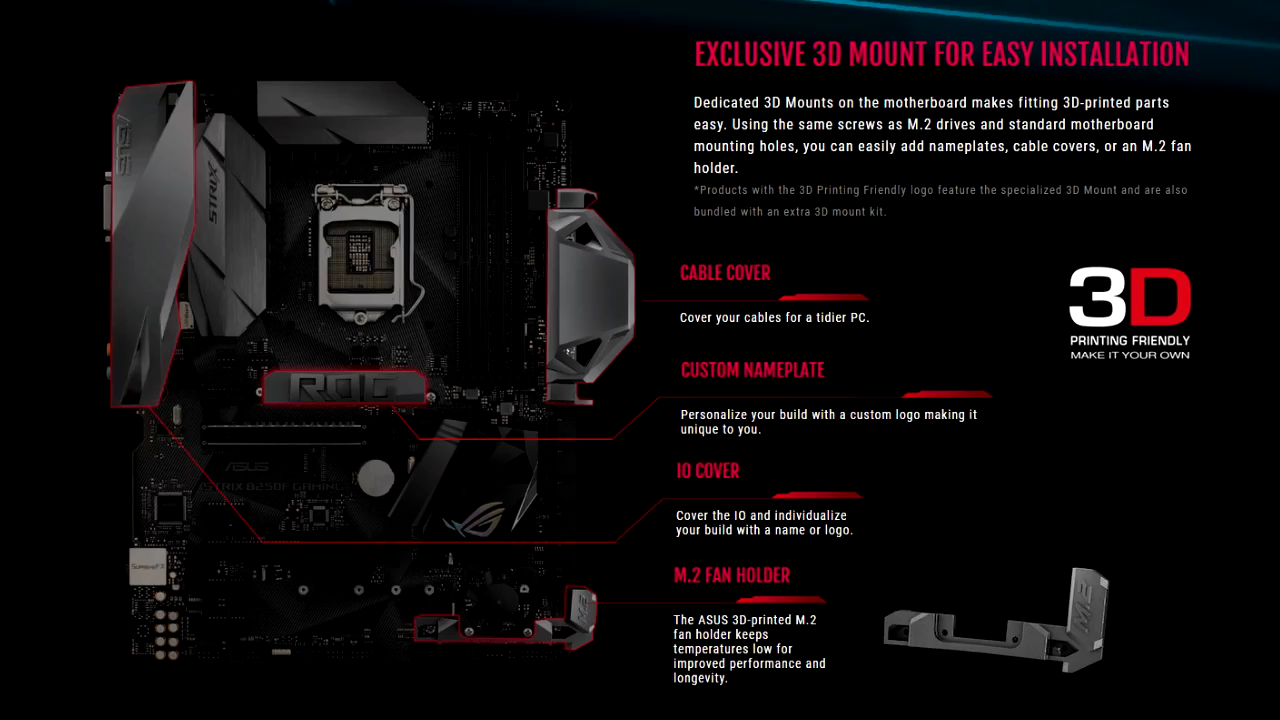 EXCLUSIVE 3D MOUNT FOR EASY INSTALLATION
Dedicated 3D Mounts on the motherboard makes fitting 3D-printed parts
easy. Using the same screws as M.2 drives and standard motherboard
mounting holes, you can easily add nameplates, cable covers, or an M.2 fan
holder.
*Products with the 3D Printing Friendly logo feature the specialized 3D Mount and are also
bundled with an extra 3D mount kit.
CABLE COVER
Cover your cables for a tidier PC.
3D
PRINTING FRIENDLY
MAKE IT YOUR OWN
CUSTOM NAMEPLATE
Personalize your build with a custom logo making it
unique to you.
IO COVER
Cover the IO and individualize
your build with a name or logo.
M.2 FAN HOLDER
The ASUS 3D-printed M.2
fan holder keeps
temperatures low for
improved performance and
longevity.
ASUS
STRIX
ROG
ASUS
STRIX B250F GAMING
SUPREMEFX
M.2
M.2